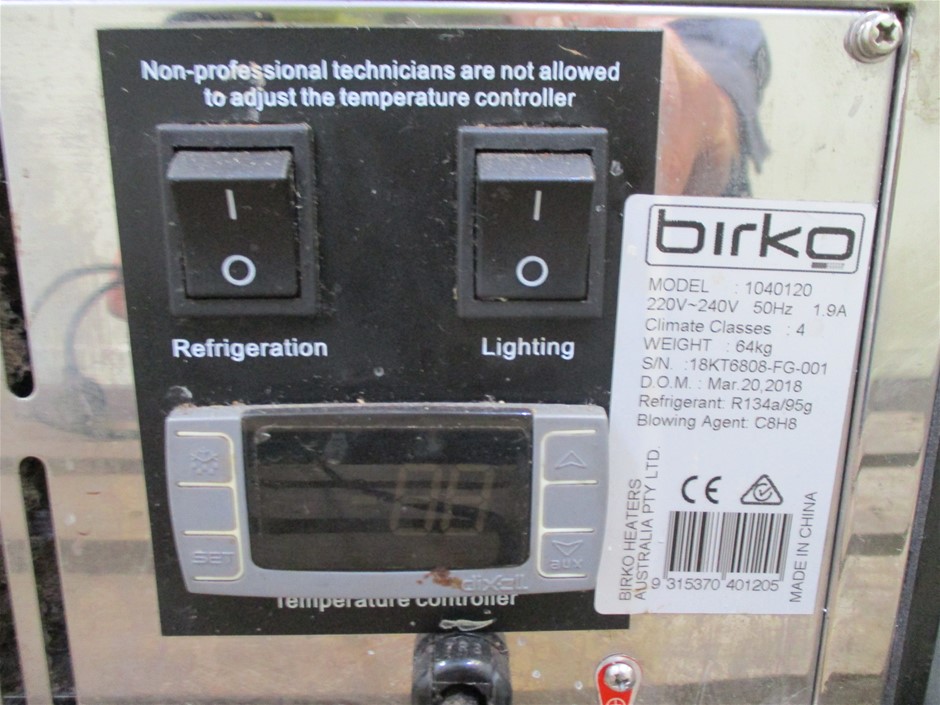 Non-professional technicians are not allowed
to adjust the temperature controller
Refrigeration
Lighting
birko
MODEL : 1040120
220V~240V 50Hz 1.9A
Climate Classes : 4
WEIGHT : 64kg
S/N. :18KT6808-FG-001
D.O.M.: Mar.20,2018
Refrigerant: R134a/95g
Blowing Agent: C8H8
BIRKO HEATERS
AUSTRALIA PTY LTD.
CE
9 315370 401205
MADE IN CHINA
SET
aux
dixell
Temperature controller